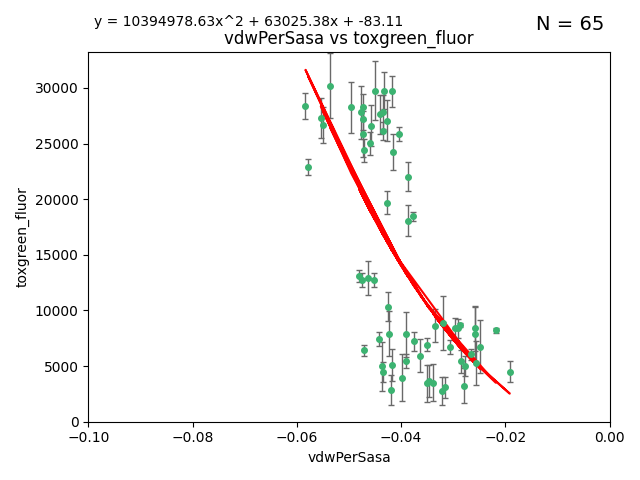 y = 10394978.63x^2 + 63025.38x + -83.11
N = 65
vdwPerSasa vs toxgreen_fluor
toxgreen_fluor
30000
25000
20000
15000
10000
5000
0
−0.10
−0.08
−0.06
−0.04
−0.02
0.00
vdwPerSasa